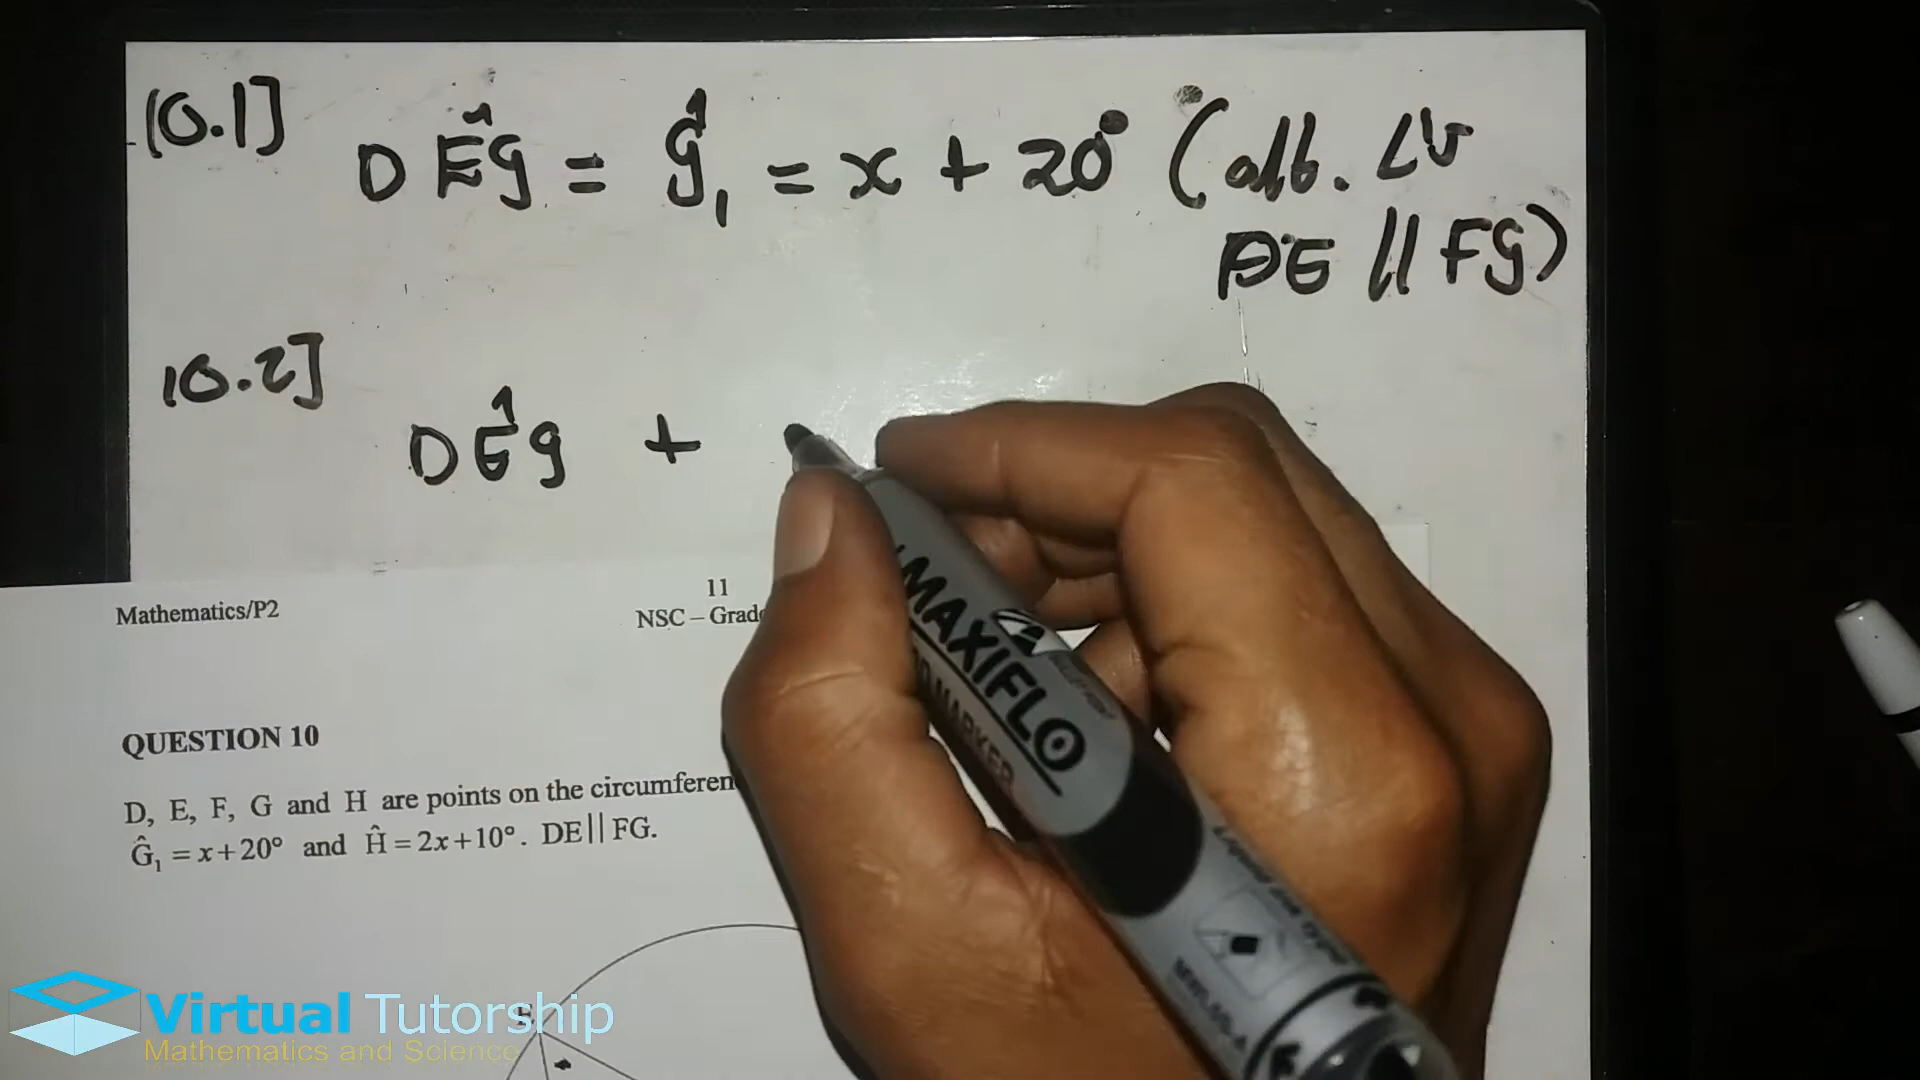 10.1] DÊG = Ĝ₁ = x + 20° (alt. ∠'s
DE // FG)
10.2]
DÊG +
MAXIFLO
MARKER
Liquid ink
Mathematics/P2
11
NSC – Grade
QUESTION 10
D, E, F, G and H are points on the circumferen
Ĝ₁ = x+20° and Ĥ = 2x+10°. DE||FG.
E
Virtual Tutorship
Mathematics and Science